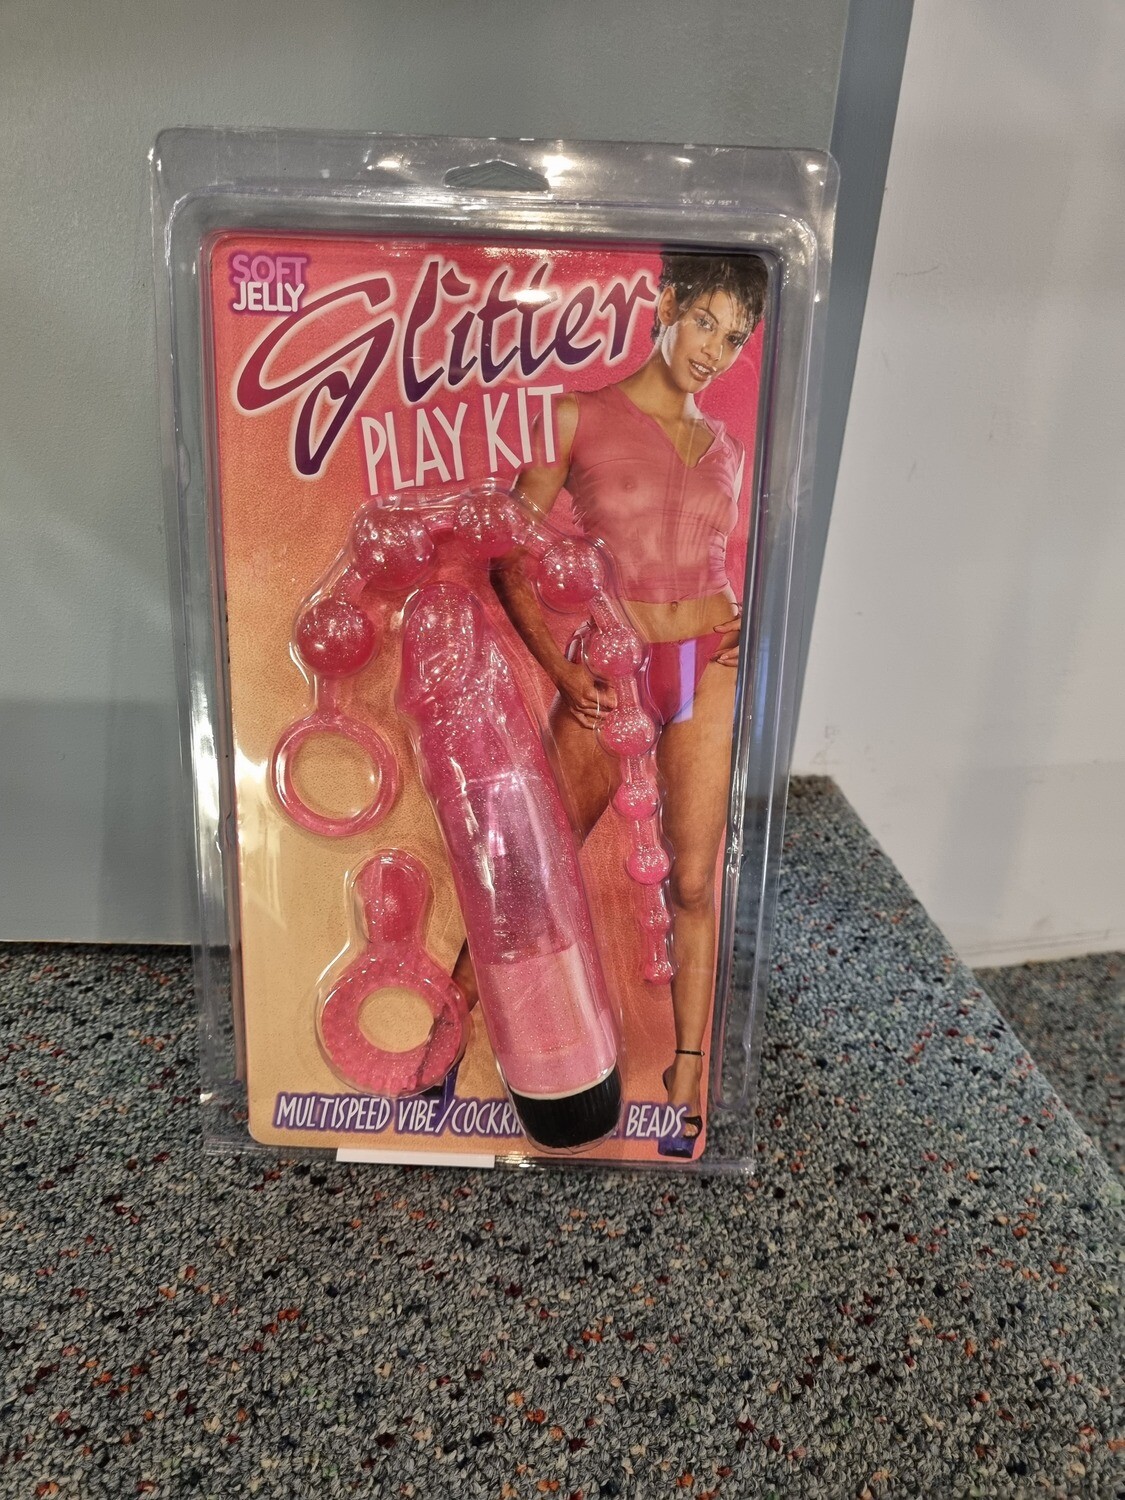 SOFT
JELLY
Glitter
PLAY KIT
MULTISPEED VIBE/ BEADS